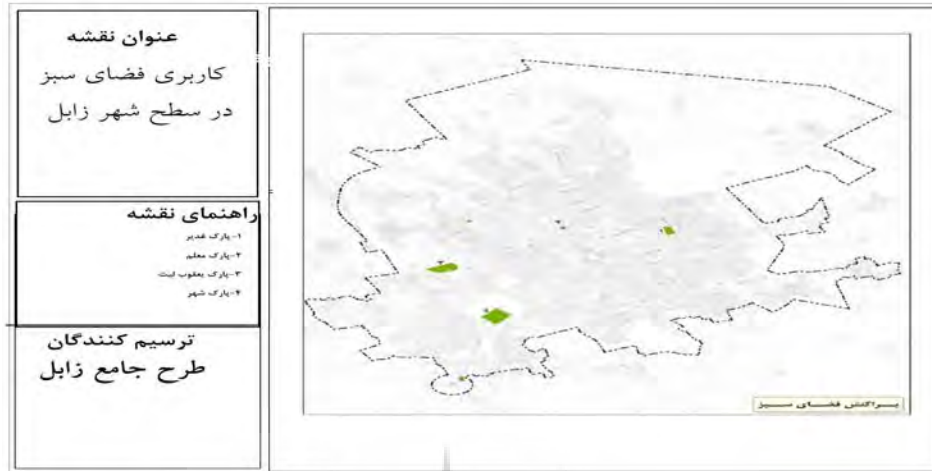 عنوان نقشه
کاربری فضای سبز
در سطح شهر زابل
راهنمای نقشه
۱-پارک غدیر
۲-پارک معلم
۳-پارک یعقوب لیث
۴-پارک شهر
ترسیم کنندگان
طرح جامع زابل
پراکنش فضای سبز